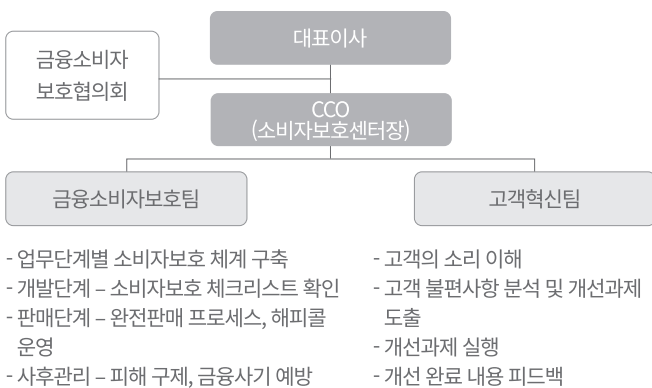 대표이사
금융소비자
보호협의회
CCO
(소비자보호센터장)
금융소비자보호팀
- 업무단계별 소비자보호 체계 구축
- 개발단계 – 소비자보호 체크리스트 확인
- 판매단계 – 완전판매 프로세스, 해피콜
운영
- 사후관리 – 피해 구제, 금융사기 예방
고객혁신팀
- 고객의 소리 이해
- 고객 불편사항 분석 및 개선과제
도출
- 개선과제 실행
- 개선 완료 내용 피드백